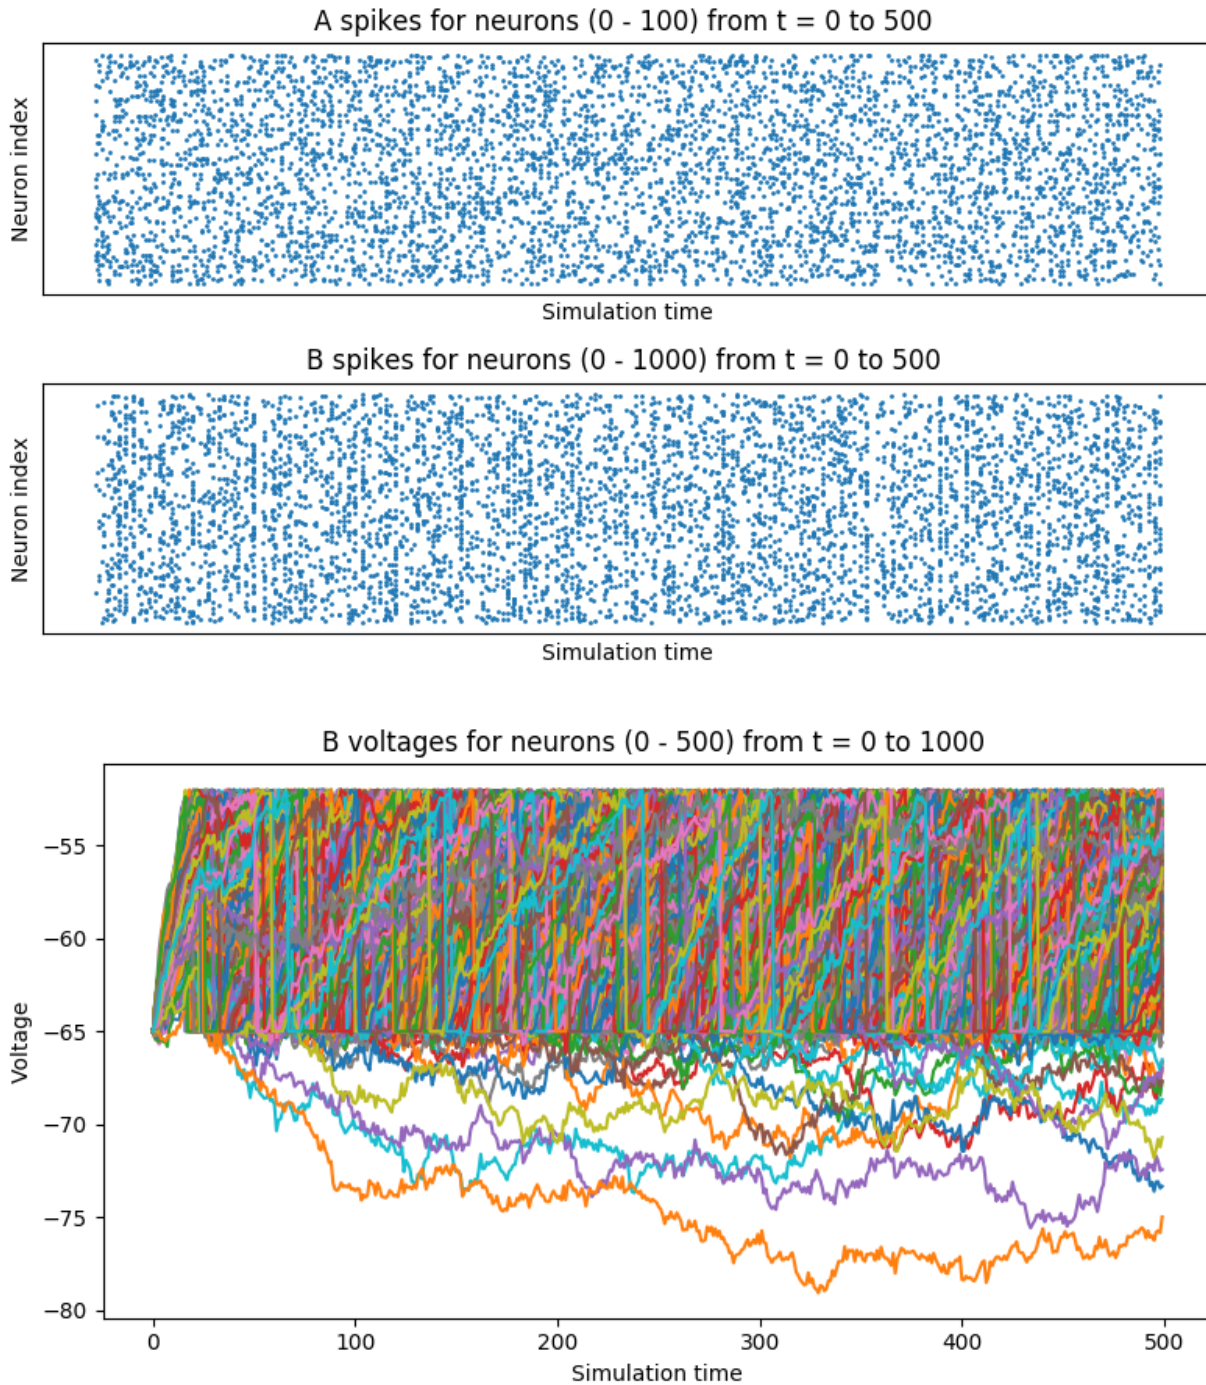 A spikes for neurons (0 - 100) from t = 0 to 500
Neuron index
Simulation time
B spikes for neurons (0 - 1000) from t = 0 to 500
Neuron index
Simulation time
B voltages for neurons (0 - 500) from t = 0 to 1000
Voltage
−55
−60
−65
−70
−75
−80
0 100 200 300 400 500
Simulation time